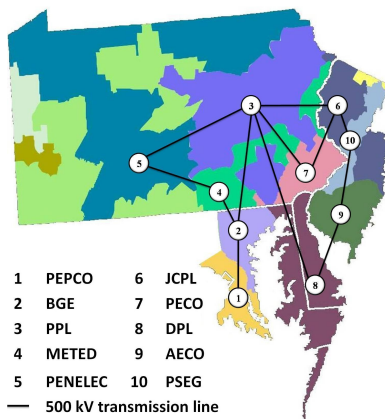 3
6
10
5
7
4
9
2
8
1
1 PEPCO 6 JCPL
2 BGE 7 PECO
3 PPL 8 DPL
4 METED 9 AECO
5 PENELEC 10 PSEG
500 kV transmission line